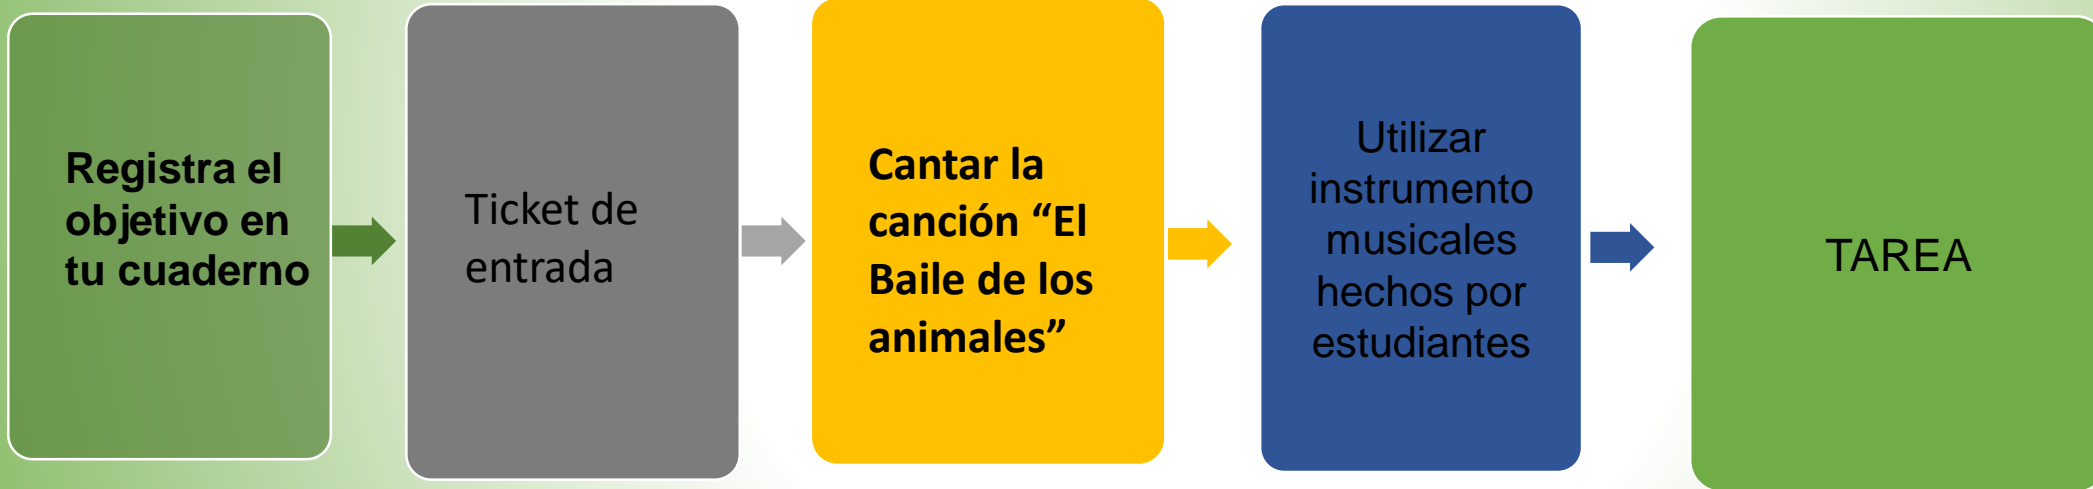 Registra el
objetivo en
tu cuaderno
Ticket de
entrada
Cantar la
canción “El
Baile de los
animales”
Utilizar
instrumento
musicales
hechos por
estudiantes
TAREA